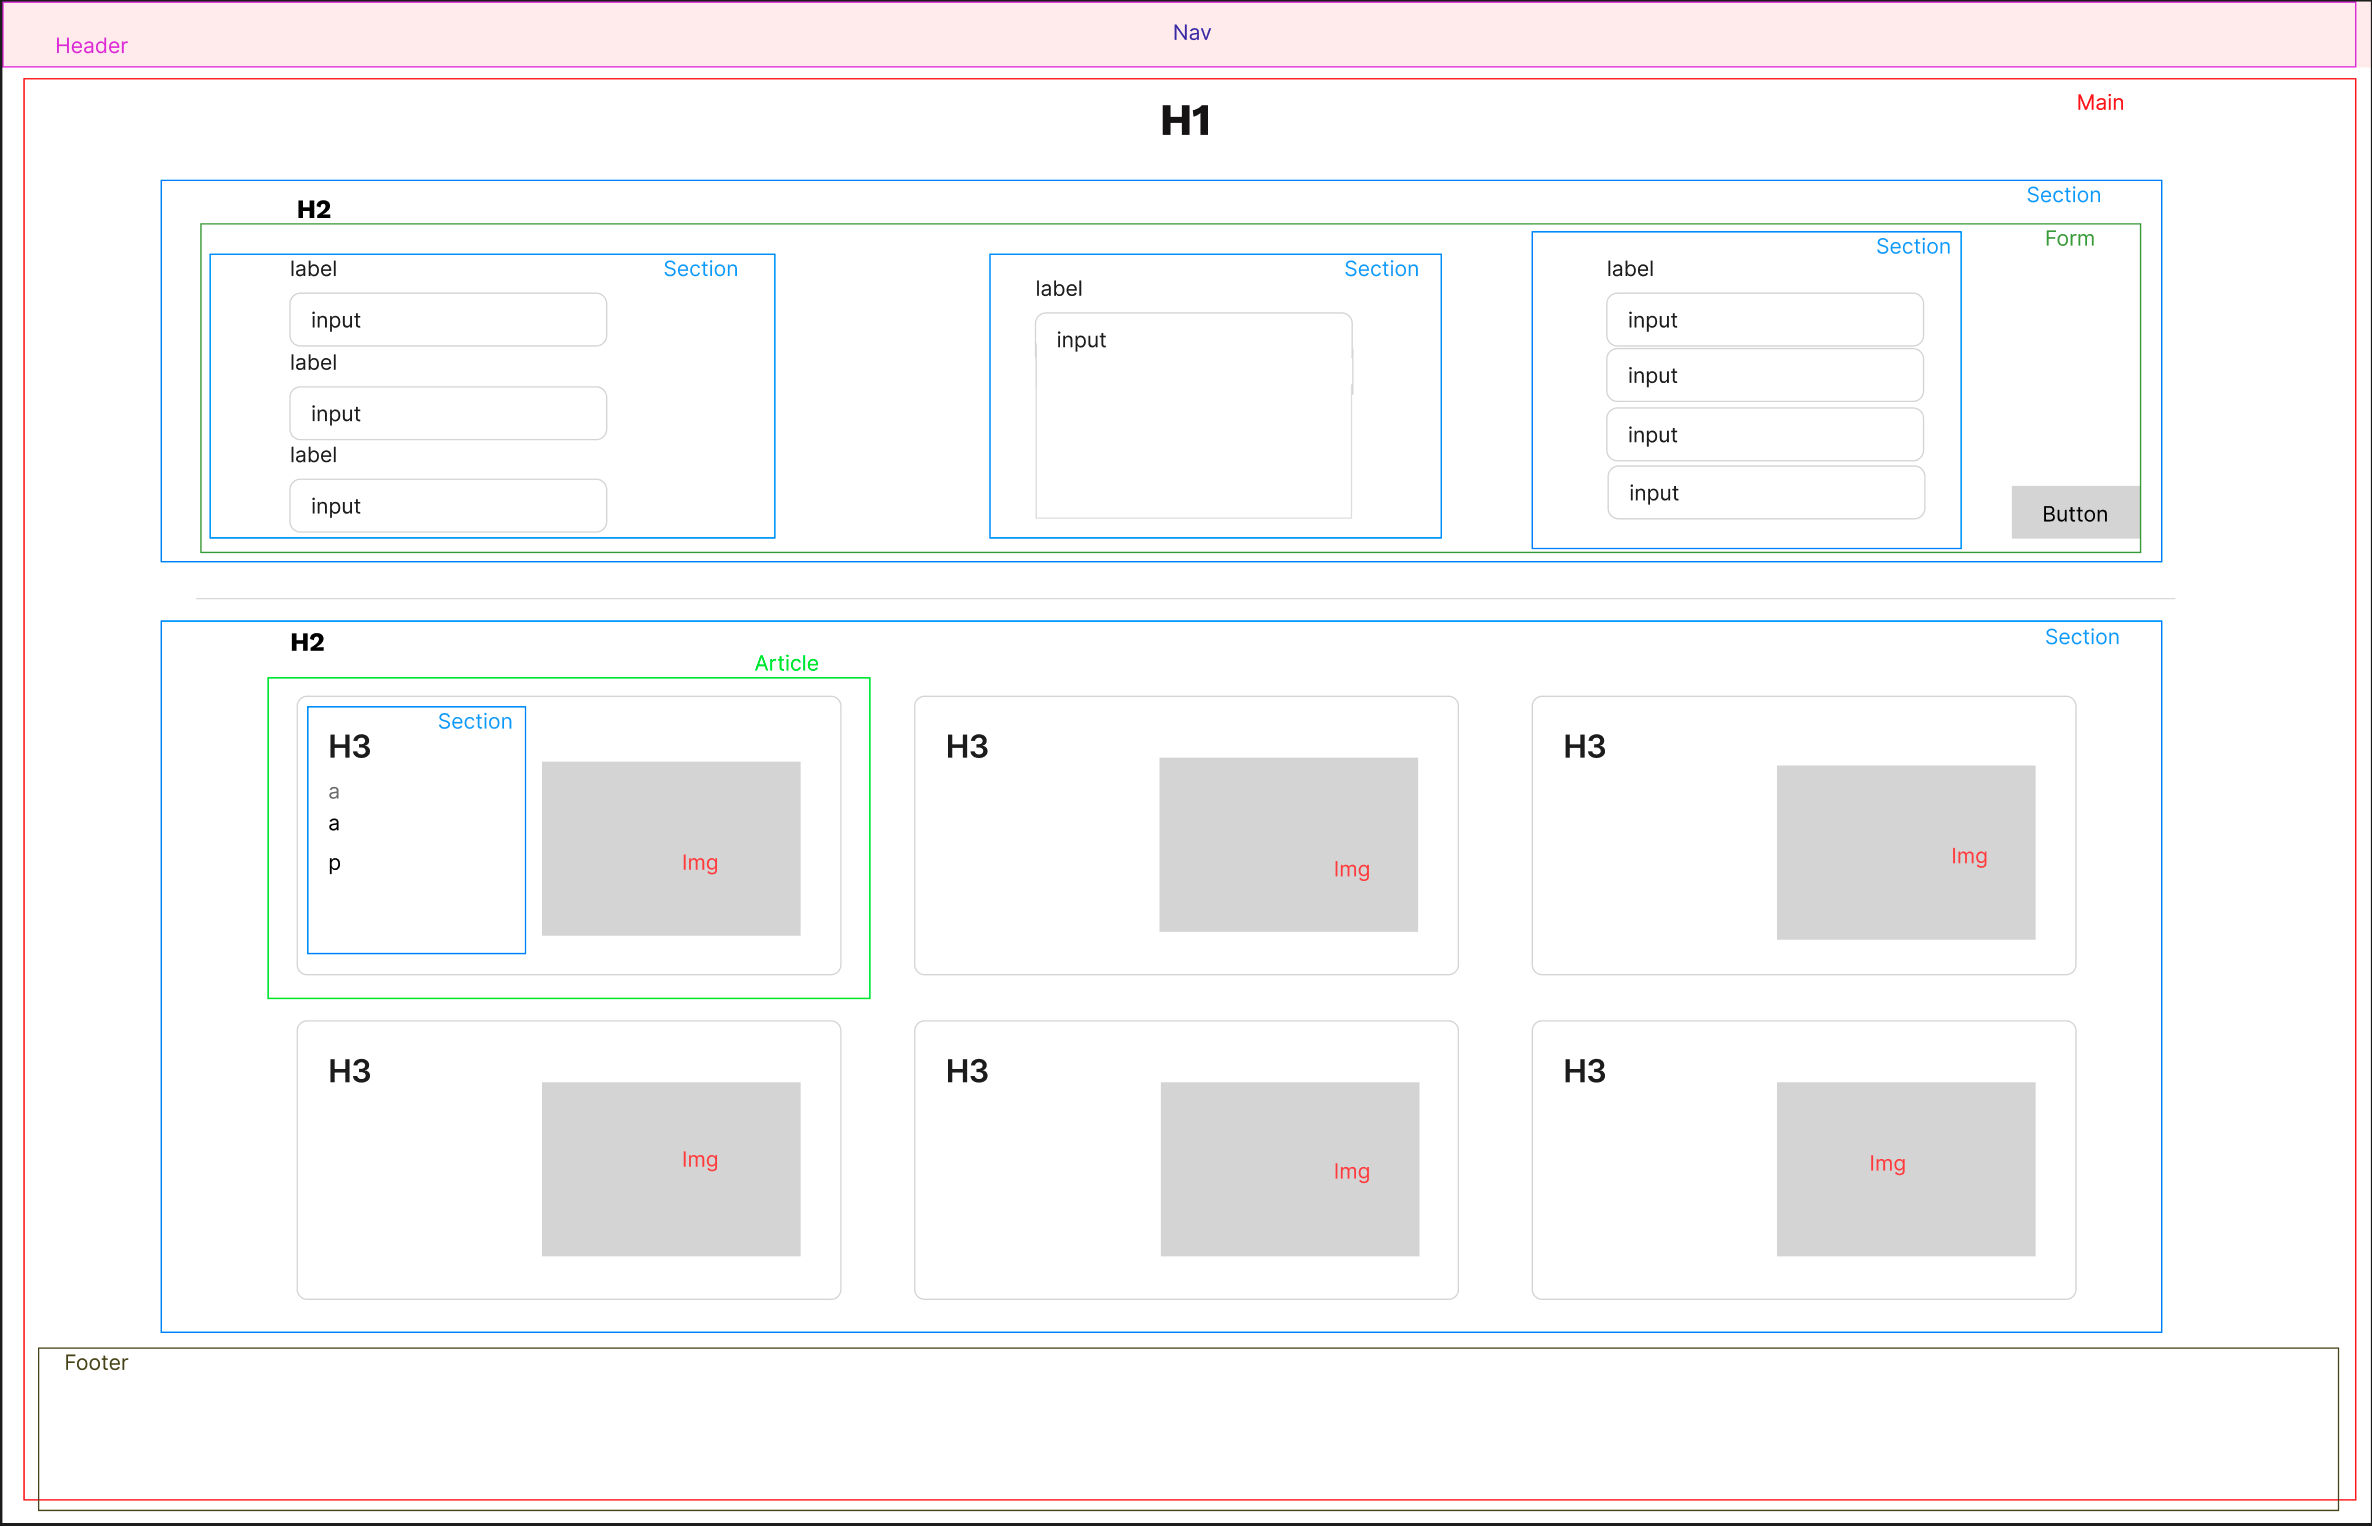 Nav
Header
Main
H1
Section
H2
Form
Section
label
input
label
input
label
input
Section
label
input
Section
label
input
input
input
input
Button
Section
H2
Article
Section
H3
a
a
p
Img
H3
Img
H3
Img
H3
Img
H3
Img
H3
Img
Footer